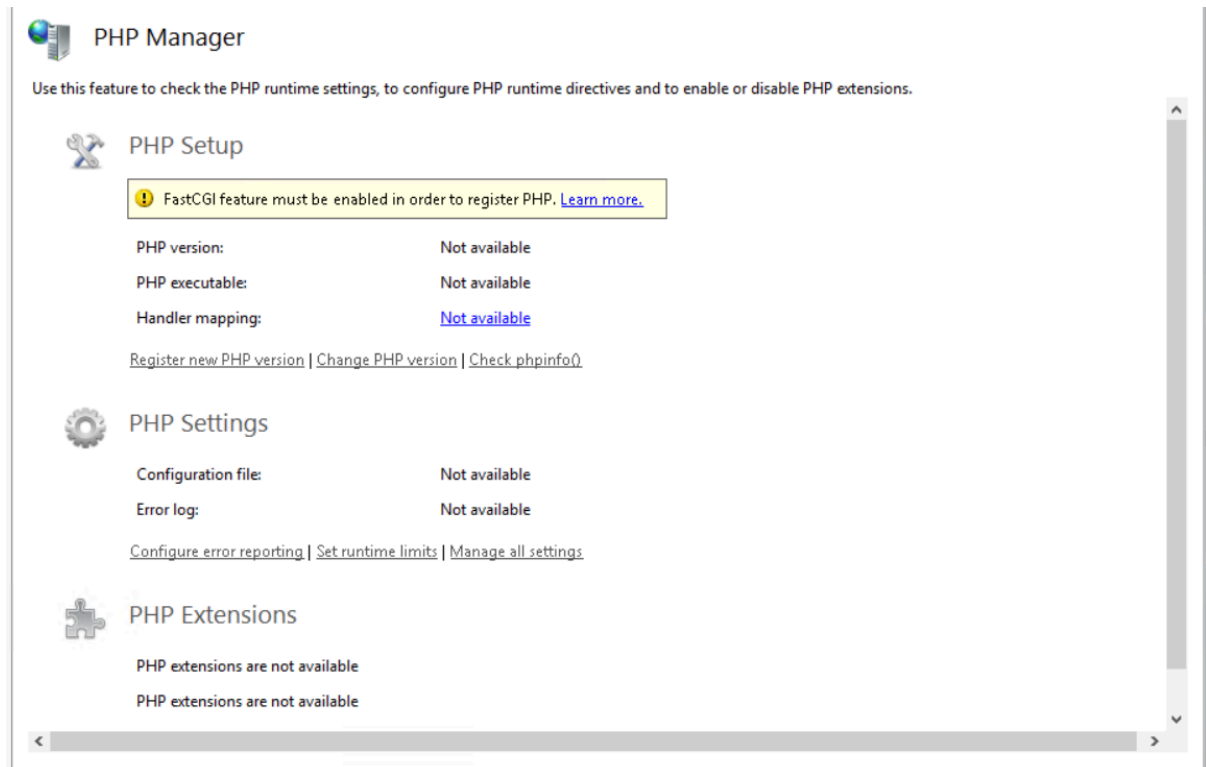 PHP Manager
Use this feature to check the PHP runtime settings, to configure PHP runtime directives and to enable or disable PHP extensions.
PHP Setup
FastCGI feature must be enabled in order to register PHP. Learn more.
PHP version: Not available
PHP executable: Not available
Handler mapping: Not available
Register new PHP version | Change PHP version | Check phpinfo()
PHP Settings
Configuration file: Not available
Error log: Not available
Configure error reporting | Set runtime limits | Manage all settings
PHP Extensions
PHP extensions are not available
PHP extensions are not available